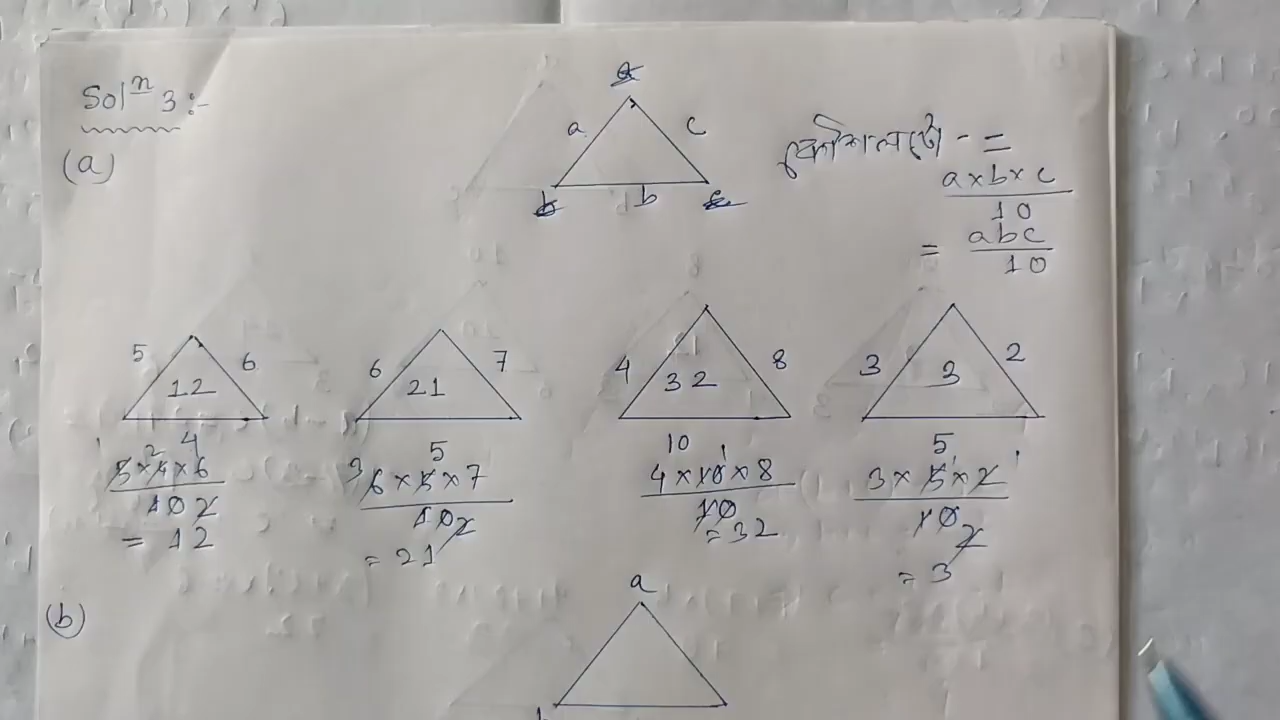 Solⁿ 3:-
(a)
a c
b
কৌশলটো - =
a×b×c
10
= abc
10
5 6 12
4
6 7 21
5
4 8 32
10
3 2 3
5
5×4×6
10
= 12
6×5×7
10
= 21
4×10×8
10
= 32
3×5×2
10
= 3
(b)
a
b